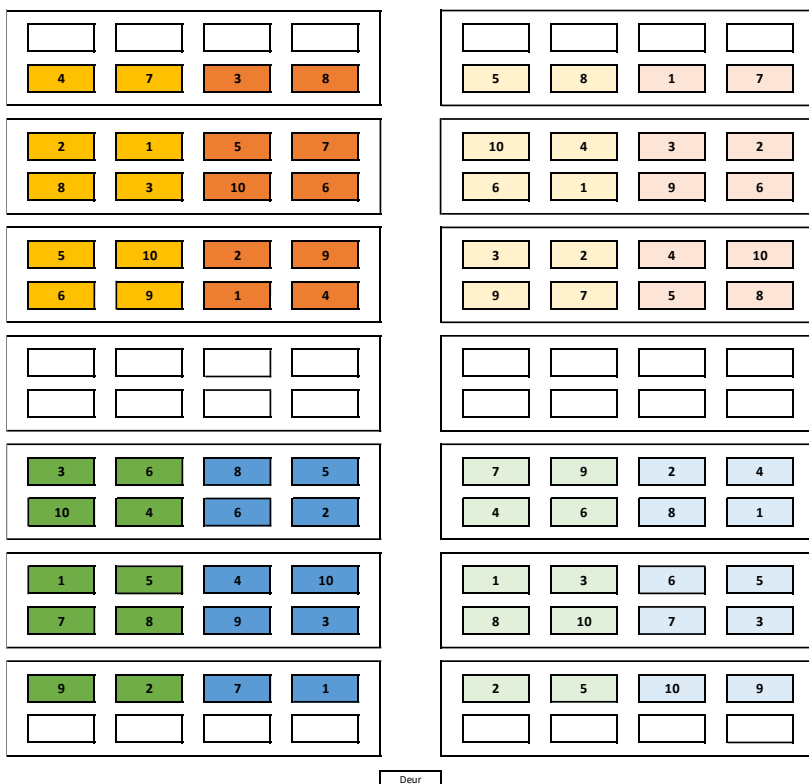 4 7 3 8 5 8 1 7
2 1 5 7 10 4 3 2
8 3 10 6 6 1 9 6
5 10 2 9 3 2 4 10
6 9 1 4 9 7 5 8
3 6 8 5 7 9 2 4
10 4 6 2 4 6 8 1
1 5 4 10 1 3 6 5
7 8 9 3 8 10 7 3
9 2 7 1 2 5 10 9
Deur